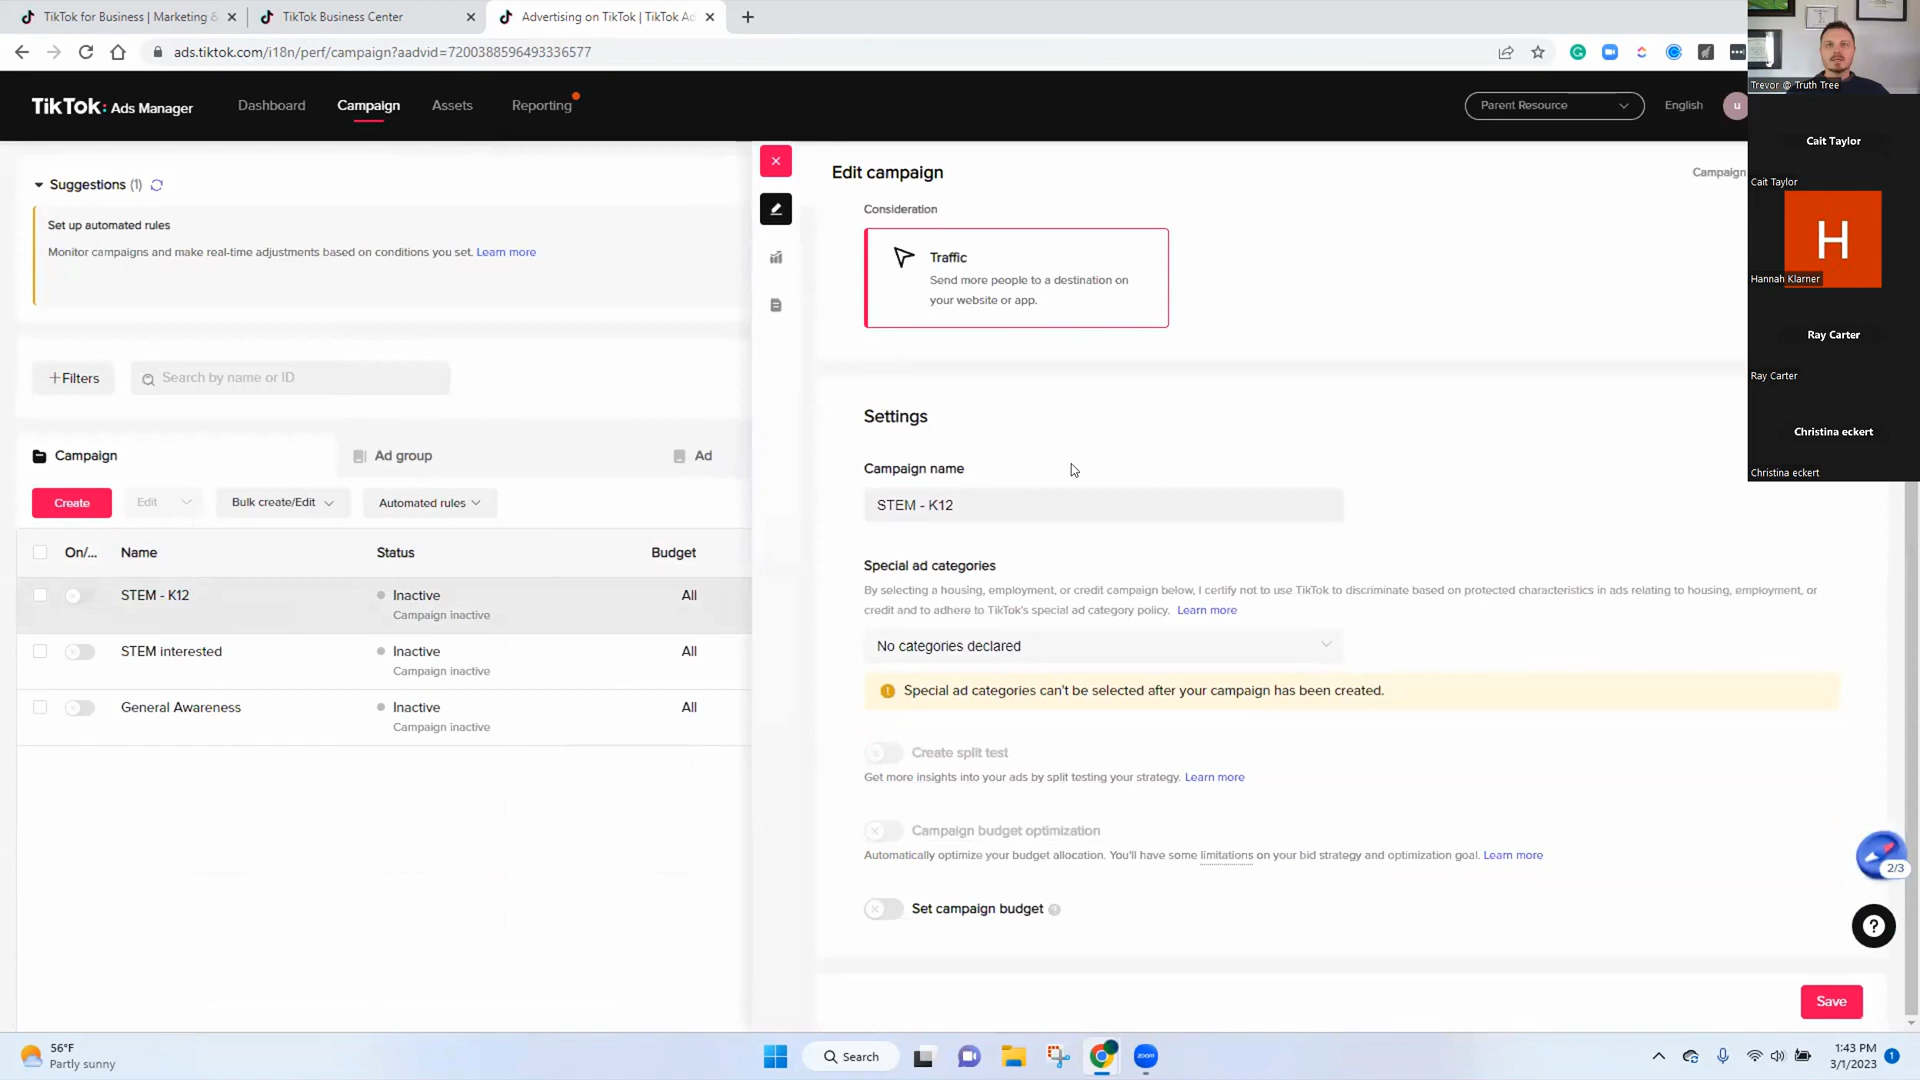 TikTok for Business | Marketing &
TikTok Business Center
Advertising on TikTok | TikTok Ad
ads.tiktok.com/i18n/perf/campaign?aadvid=7200388596493336577
TikTok: Ads Manager
Dashboard
Campaign
Assets
Reporting
Parent Resource
English
u
Trevor @ Truth Tree
Cait Taylor
Cait Taylor
H
Hannah Klarner
Ray Carter
Ray Carter
Christina eckert
Christina eckert
Suggestions (1)
Set up automated rules
Monitor campaigns and make real-time adjustments based on conditions you set. Learn more
+Filters
Search by name or ID
Campaign
Ad group
Ad
Create
Edit
Bulk create/Edit
Automated rules
On/...
Name
Status
Budget
STEM - K12
Inactive
All
Campaign inactive
STEM interested
Inactive
All
Campaign inactive
General Awareness
Inactive
All
Campaign inactive
Edit campaign
Campaign
Consideration
Traffic
Send more people to a destination on
your website or app.
Settings
Campaign name
STEM - K12
Special ad categories
By selecting a housing, employment, or credit campaign below, I certify not to use TikTok to discriminate based on protected characteristics in ads relating to housing, employment, or
credit and to adhere to TikTok's special ad category policy. Learn more
No categories declared
Special ad categories can't be selected after your campaign has been created.
Create split test
Get more insights into your ads by split testing your strategy. Learn more
Campaign budget optimization
Automatically optimize your budget allocation. You'll have some limitations on your bid strategy and optimization goal. Learn more
Set campaign budget
2/3
Save
56°F
Partly sunny
Search
zoom
1:43 PM
3/1/2023
1